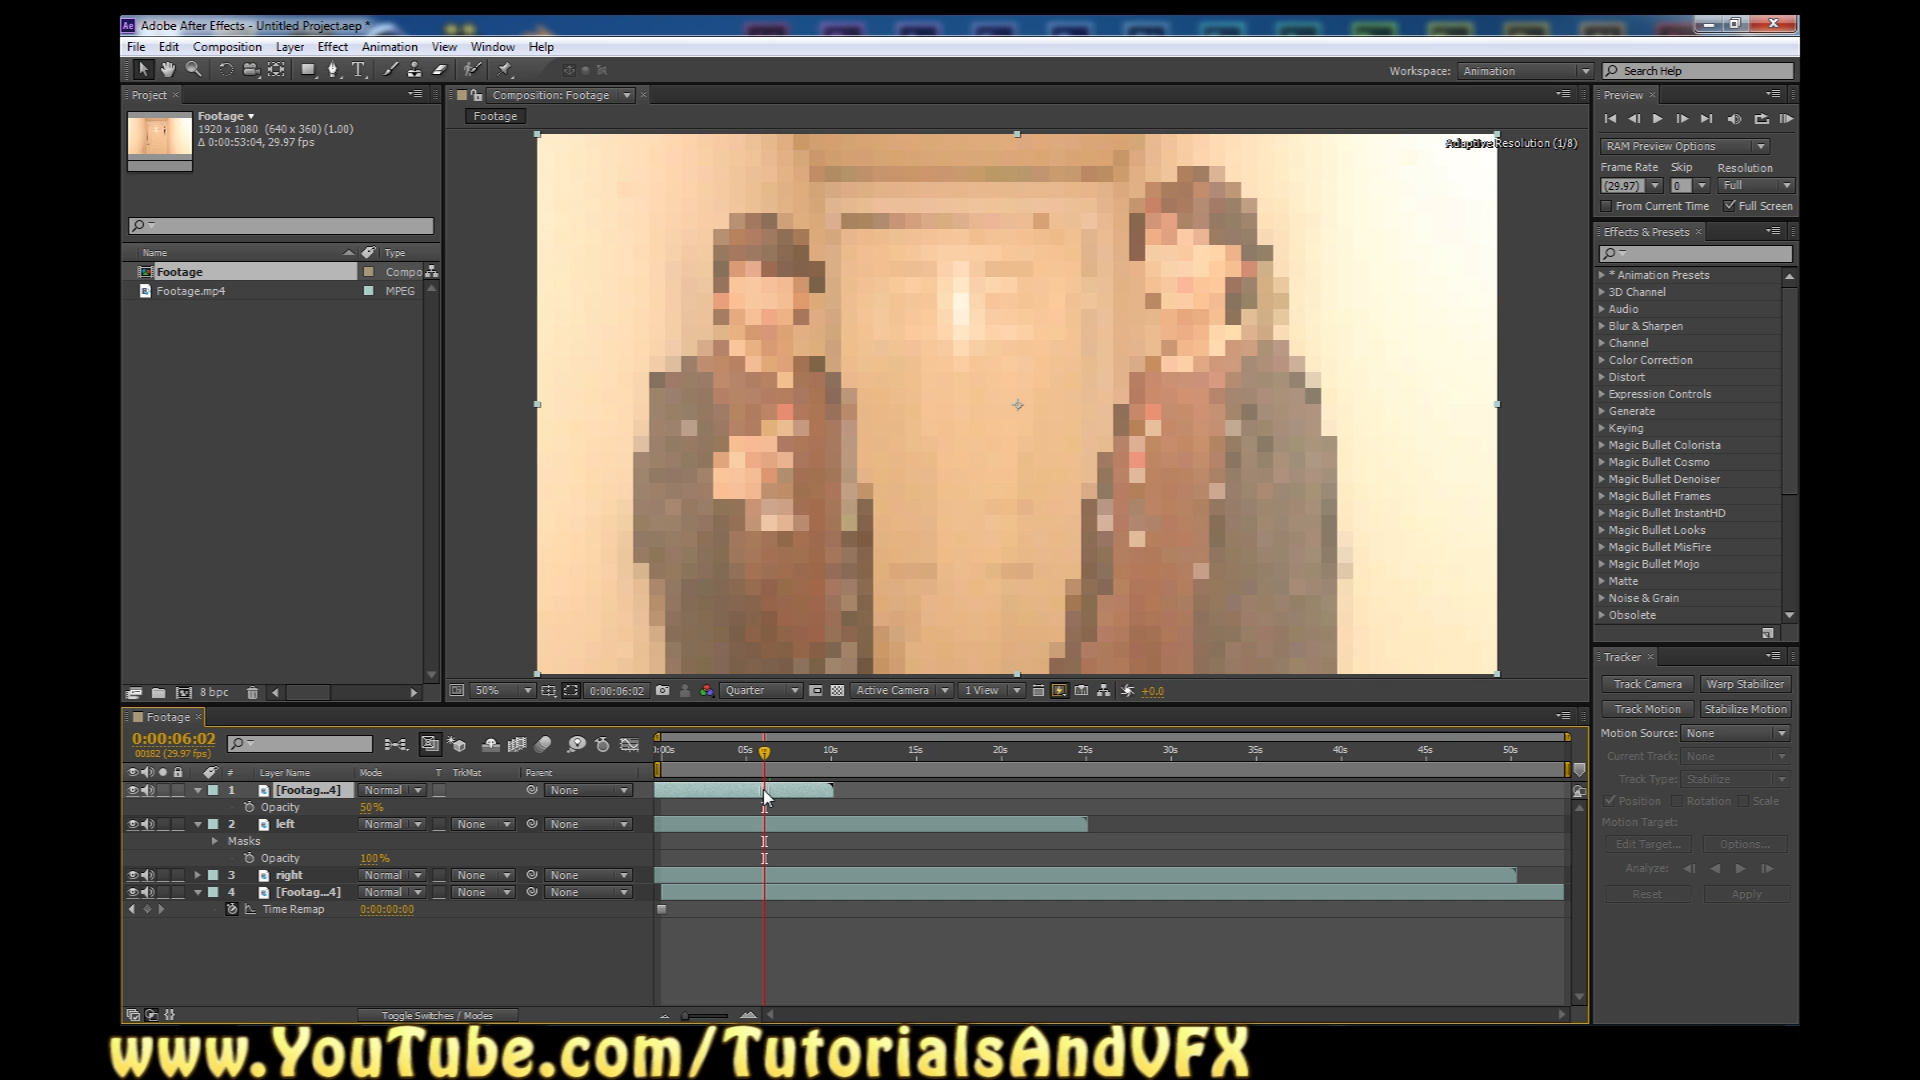 Adobe After Effects - Untitled Project.aep *
File Edit Composition Layer Effect Animation View Window Help
Workspace: Animation Search Help
Project
Footage
1920 x 1080 (640 x 360) (1.00)
Δ 0:00:53:04, 29.97 fps
Name Type
Footage Compo
Footage.mp4 MPEG
8 bpc
Composition: Footage
Footage
Adaptive Resolution (1/8)
50% 0:00:06:02 Quarter Active Camera 1 View +0.0
Preview
RAM Preview Options
Frame Rate Skip Resolution
(29.97) 0 Full
From Current Time Full Screen
Effects & Presets
* Animation Presets
3D Channel
Audio
Blur & Sharpen
Channel
Color Correction
Distort
Expression Controls
Generate
Keying
Magic Bullet Colorista
Magic Bullet Cosmo
Magic Bullet Denoiser
Magic Bullet Frames
Magic Bullet InstantHD
Magic Bullet Looks
Magic Bullet MisFire
Magic Bullet Mojo
Matte
Noise & Grain
Obsolete
Tracker
Track Camera Warp Stabilizer
Track Motion Stabilize Motion
Motion Source: None
Current Track: None
Track Type: Stabilize
Position Rotation Scale
Motion Target:
Edit Target... Options...
Analyze:
Reset Apply
Footage
0:00:06:02
00182 (29.97 fps)
):00s 05s 10s 15s 20s 25s 30s 35s 40s 45s 50s
# Layer Name Mode T TrkMat Parent
1 [Footag...4] Normal None
Opacity 50%
2 left Normal None None
Masks
Opacity 100%
3 right Normal None None
4 [Footag...4] Normal None None
Time Remap 0:00:00:00
Toggle Switches / Modes
www.YouTube.com/TutorialsAndVFX